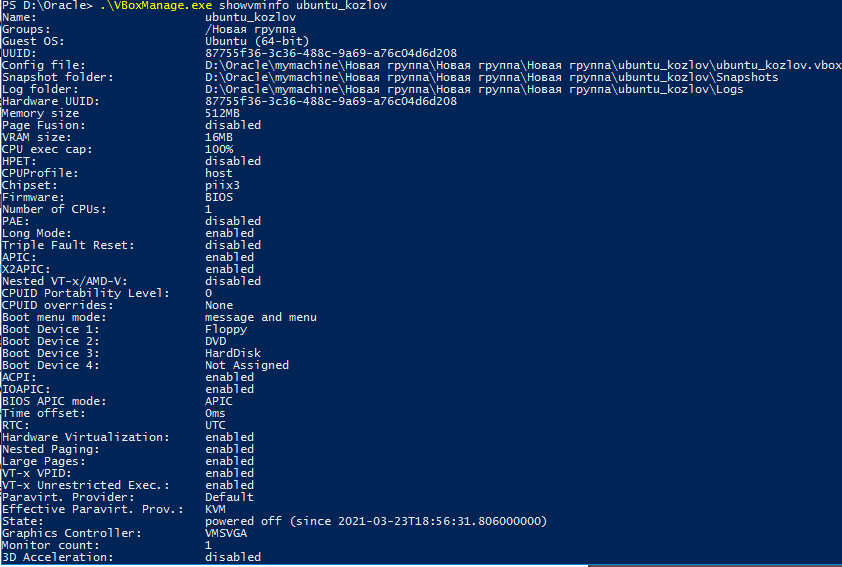 PS D:\Oracle> .\VBoxManage.exe showvminfo ubuntu_kozlov
Name: ubuntu_kozlov
Groups: /Новая группа
Guest OS: Ubuntu (64-bit)
UUID: 87755f36-3c36-488c-9a69-a76c04d6d208
Config file: D:\Oracle\mymachine\Новая группа\Новая группа\Новая группа\ubuntu_kozlov\ubuntu_kozlov.vbox
Snapshot folder: D:\Oracle\mymachine\Новая группа\Новая группа\Новая группа\ubuntu_kozlov\Snapshots
Log folder: D:\Oracle\mymachine\Новая группа\Новая группа\Новая группа\ubuntu_kozlov\Logs
Hardware UUID: 87755f36-3c36-488c-9a69-a76c04d6d208
Memory size 512MB
Page Fusion: disabled
VRAM size: 16MB
CPU exec cap: 100%
HPET: disabled
CPUProfile: host
Chipset: piix3
Firmware: BIOS
Number of CPUs: 1
PAE: disabled
Long Mode: enabled
Triple Fault Reset: disabled
APIC: enabled
X2APIC: enabled
Nested VT-x/AMD-V: disabled
CPUID Portability Level: 0
CPUID overrides: None
Boot menu mode: message and menu
Boot Device 1: Floppy
Boot Device 2: DVD
Boot Device 3: HardDisk
Boot Device 4: Not Assigned
ACPI: enabled
IOAPIC: enabled
BIOS APIC mode: APIC
Time offset: 0ms
RTC: UTC
Hardware Virtualization: enabled
Nested Paging: enabled
Large Pages: enabled
VT-x VPID: enabled
VT-x Unrestricted Exec.: enabled
Paravirt. Provider: Default
Effective Paravirt. Prov.: KVM
State: powered off (since 2021-03-23T18:56:31.806000000)
Graphics Controller: VMSVGA
Monitor count: 1
3D Acceleration: disabled